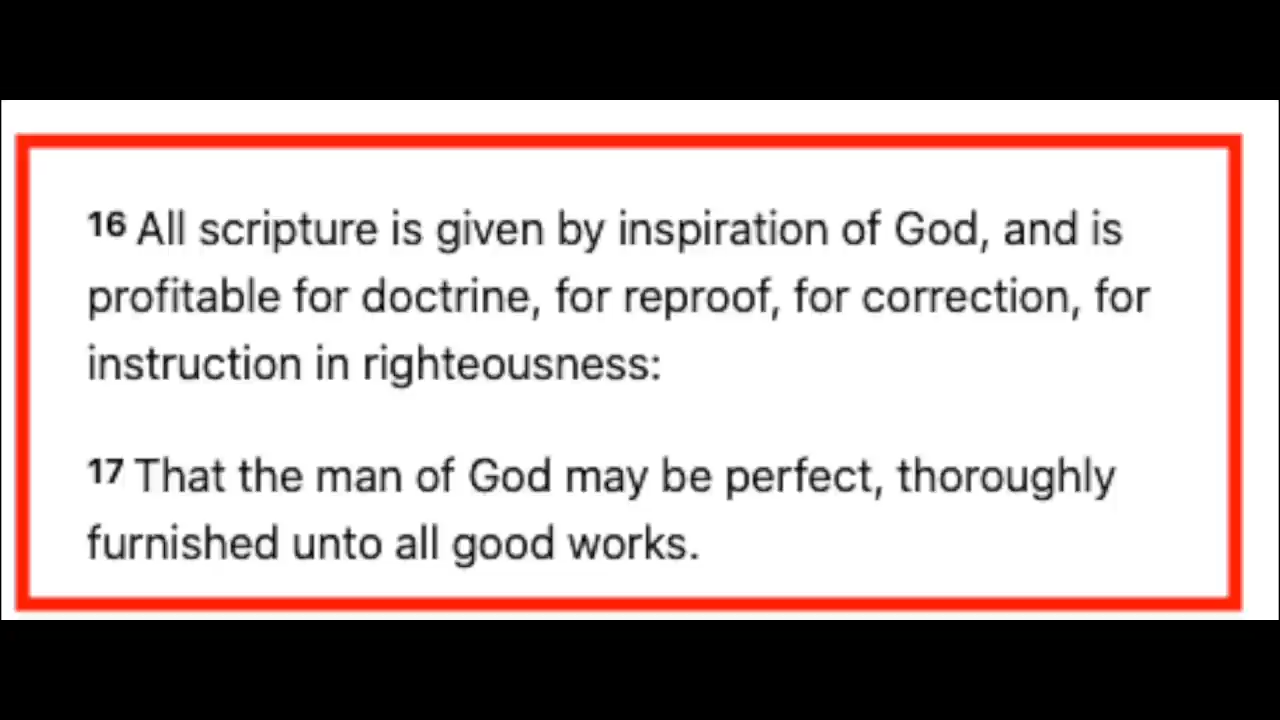 16 All scripture is given by inspiration of God, and is
profitable for doctrine, for reproof, for correction, for
instruction in righteousness:
17 That the man of God may be perfect, thoroughly
furnished unto all good works.